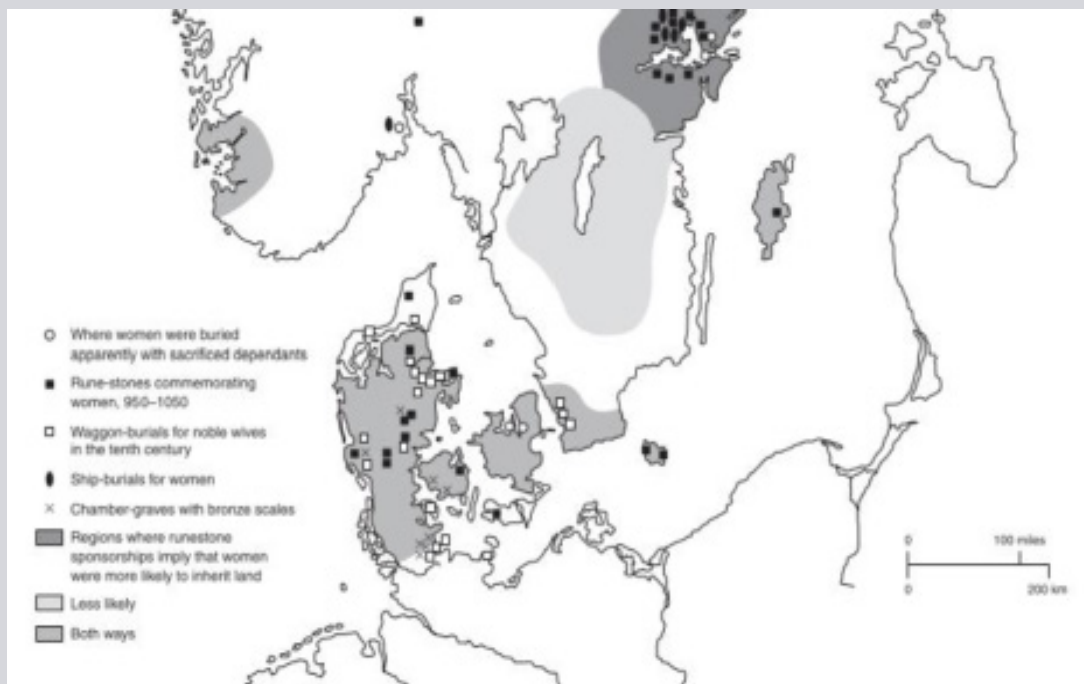 Where women were buried
apparently with sacrificed dependants
Rune-stones commemorating
women, 950–1050
Waggon-burials for noble wives
in the tenth century
Ship-burials for women
Chamber-graves with bronze scales
Regions where runestone
sponsorships imply that women
were more likely to inherit land
Less likely
Both ways
0 100 miles
0 200 km